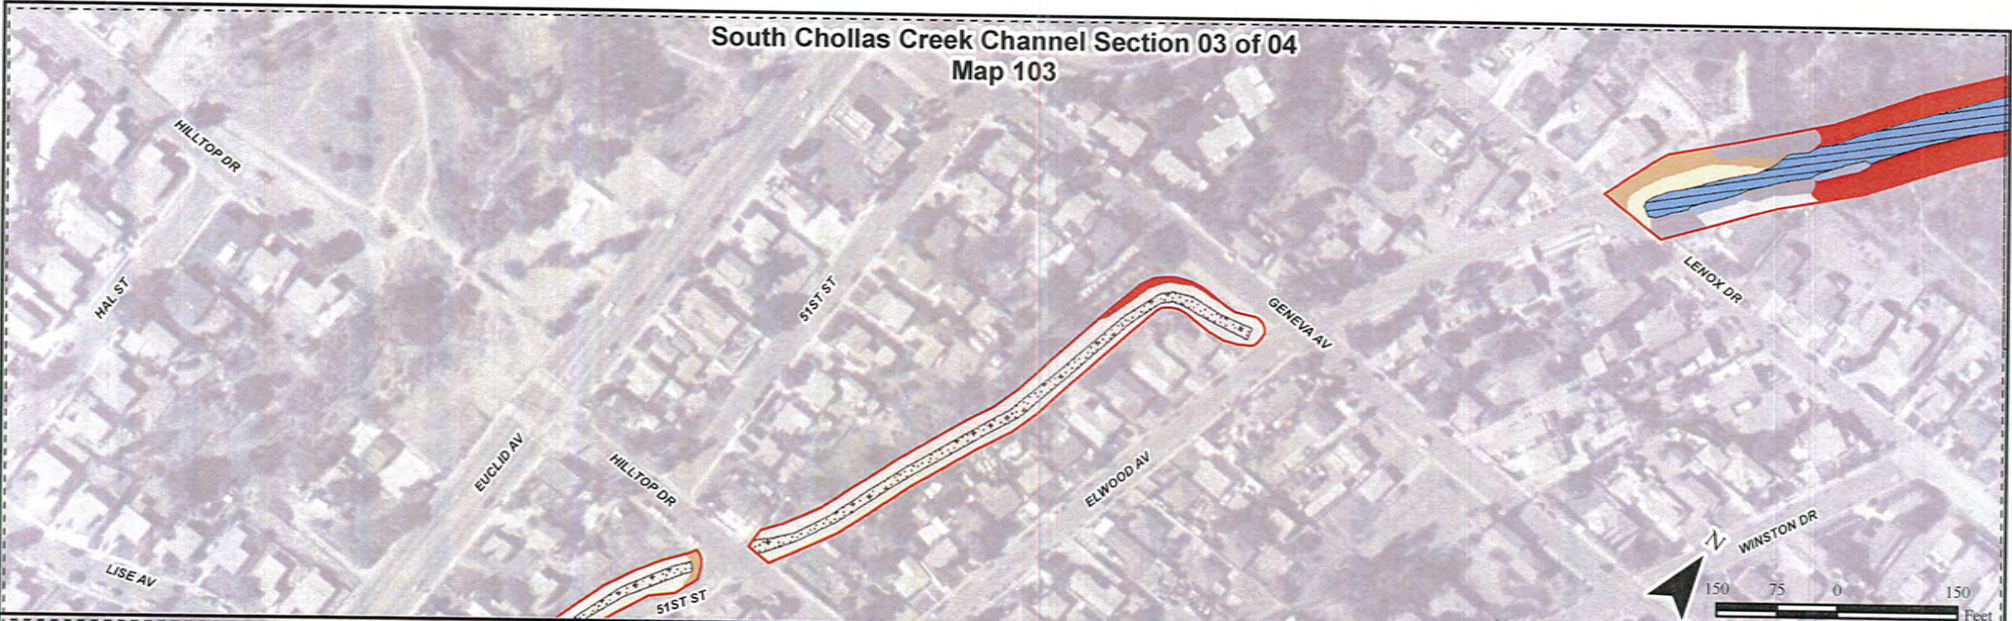 South Chollas Creek Channel Section 03 of 04
Map 103
HILLTOP DR
HAL ST
51ST ST
GENEVA AV
LENOX DR
EUCLID AV
HILLTOP DR
ELWOOD AV
WINSTON DR
LISE AV
51ST ST
N
150 75 0 150
Feet